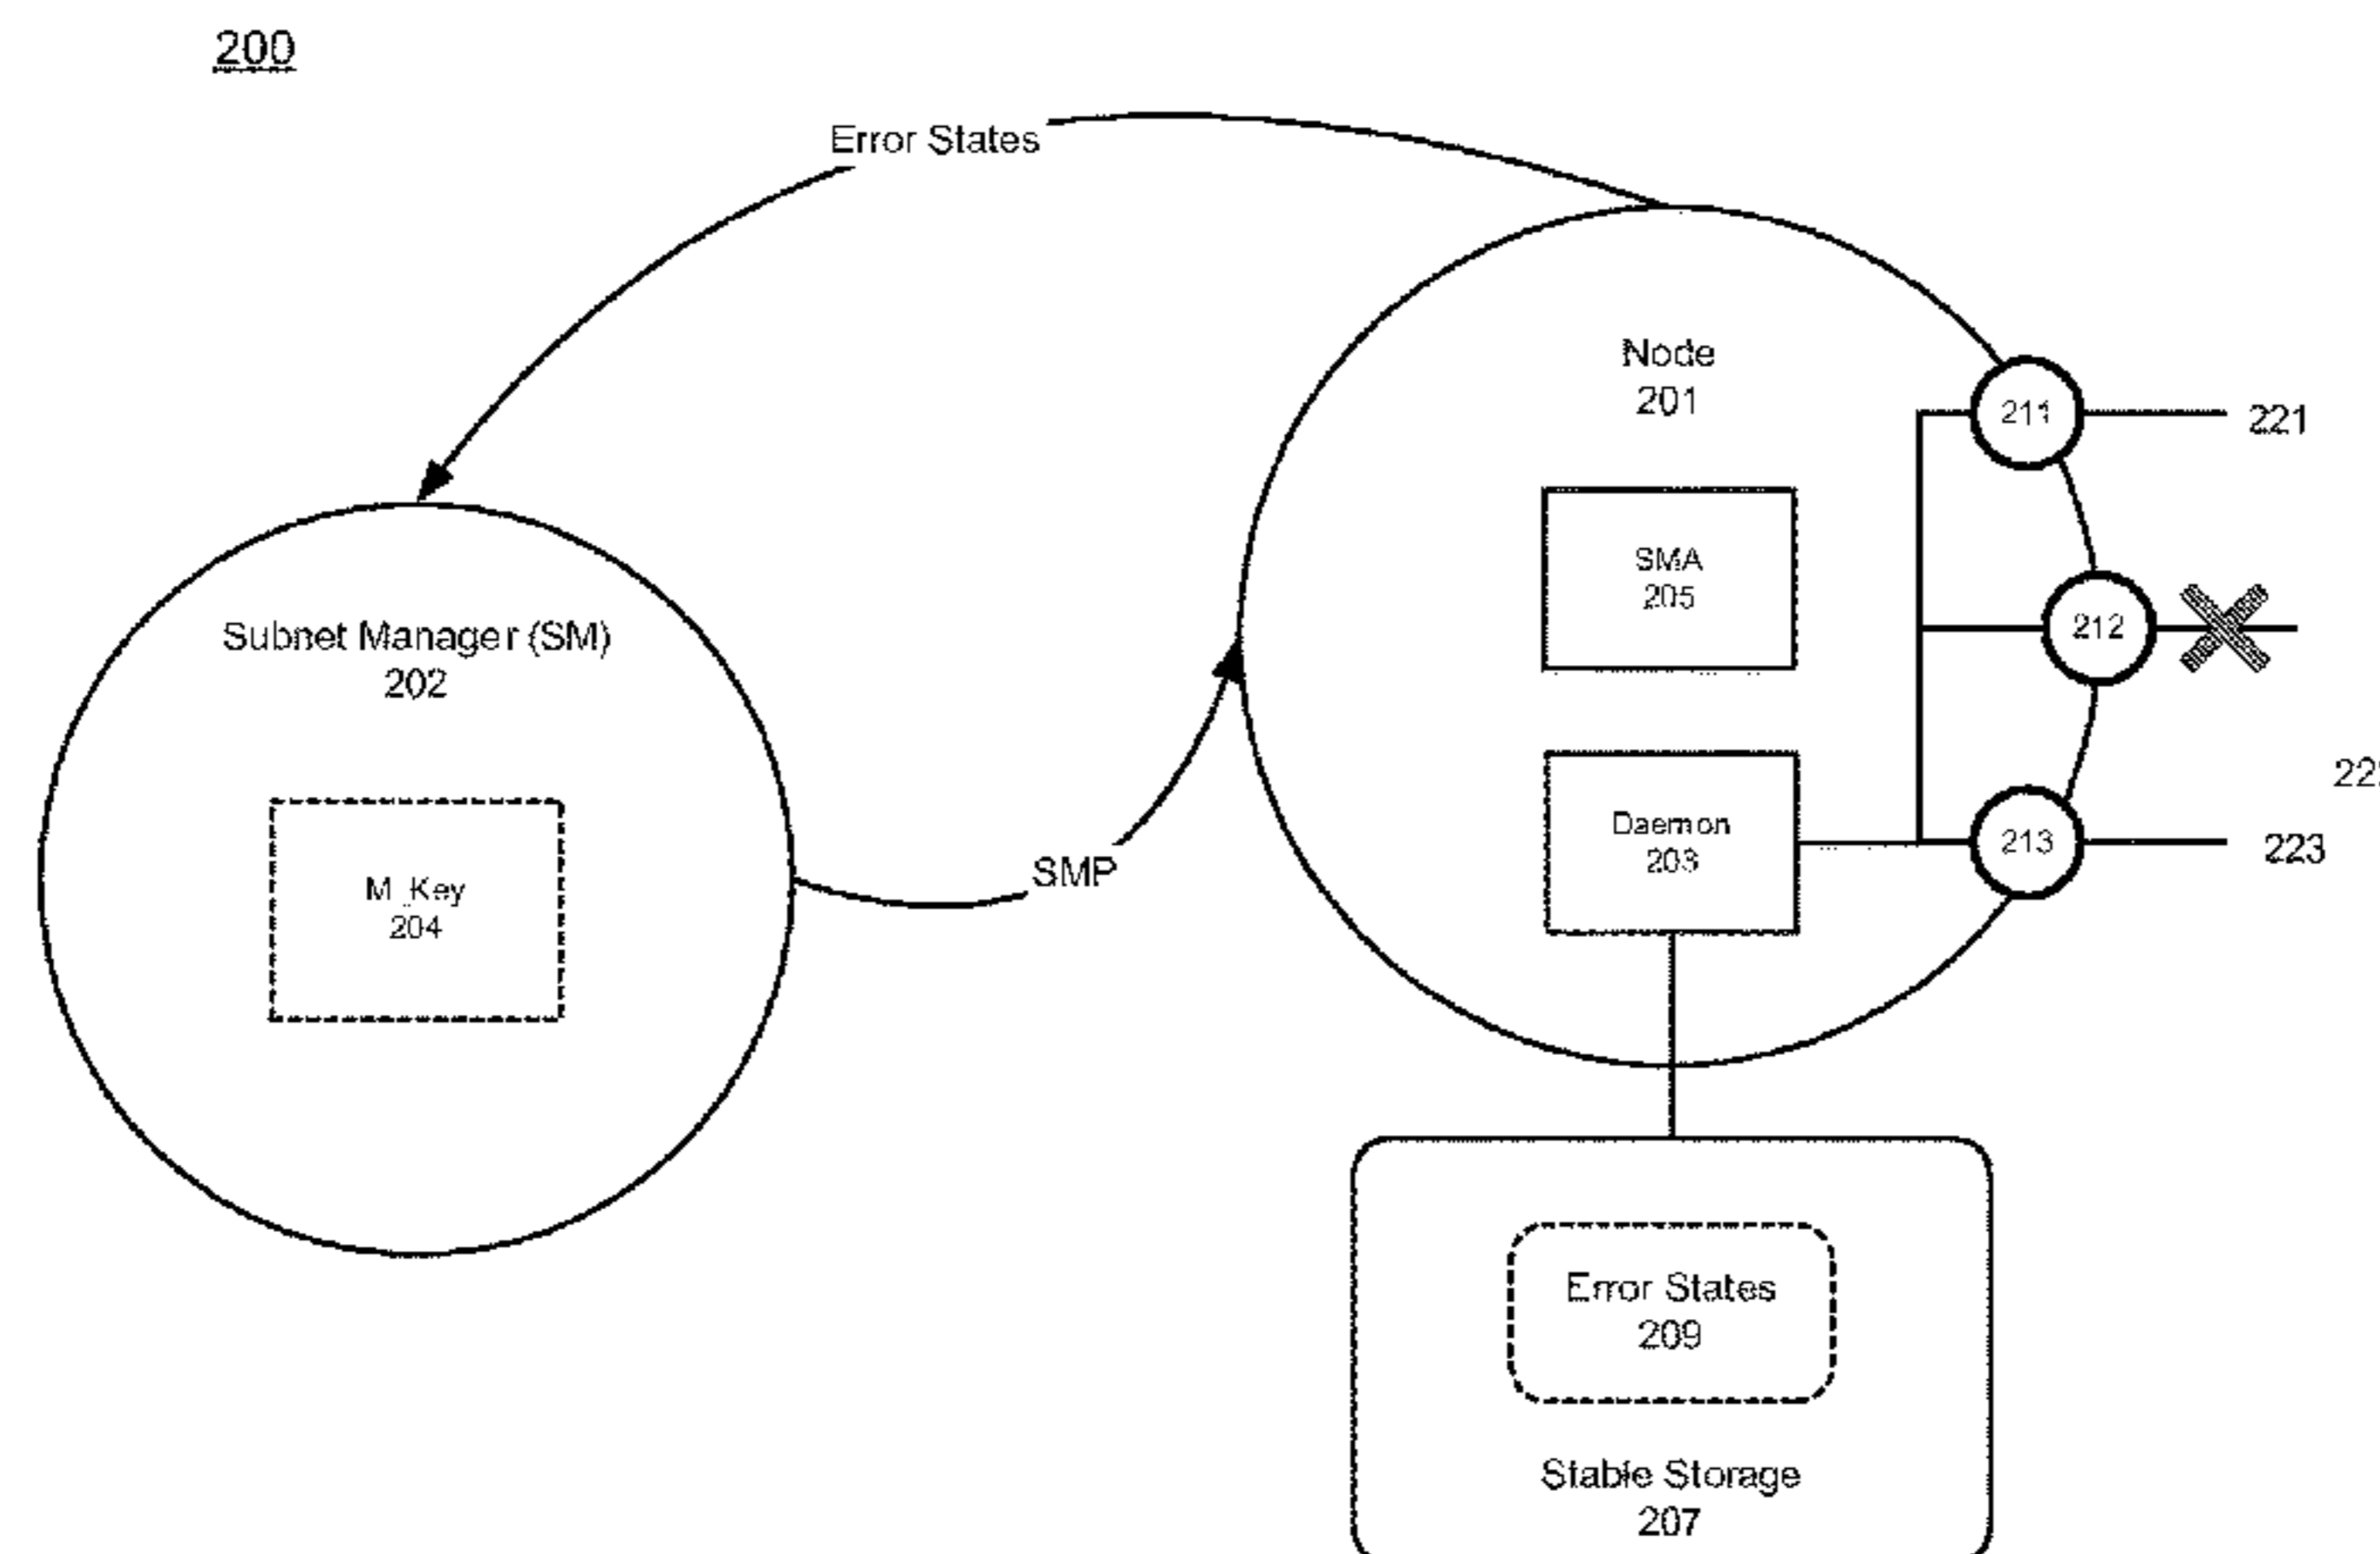 200
Error States
Node
201
211
221
SMA
205
212
Subnet Manager (SM)
202
Daemon
203
213
223
SMP
M_Key
204
Error States
209
Stable Storage
207